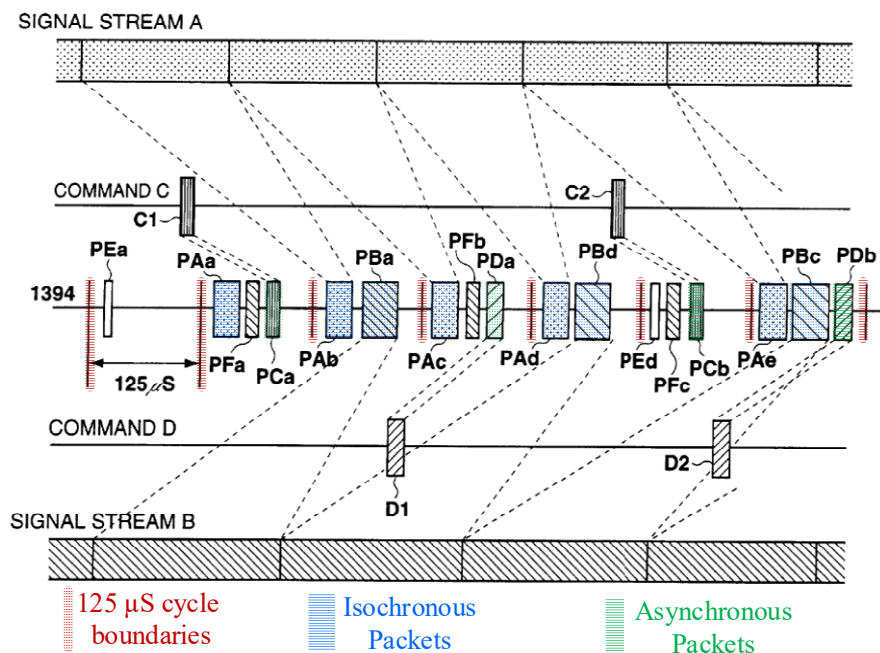 SIGNAL STREAM A
COMMAND C
C1
C2
PEa
PAa
PBa
PFb
PDa
PBd
PBc
PDb
1394
125 μS
PFa
PCa
PAb
PAc
PAd
PEd
PFc
PCb
PAe
COMMAND D
D1
D2
SIGNAL STREAM B
125 µS cycle
boundaries
Isochronous
Packets
Asynchronous
Packets